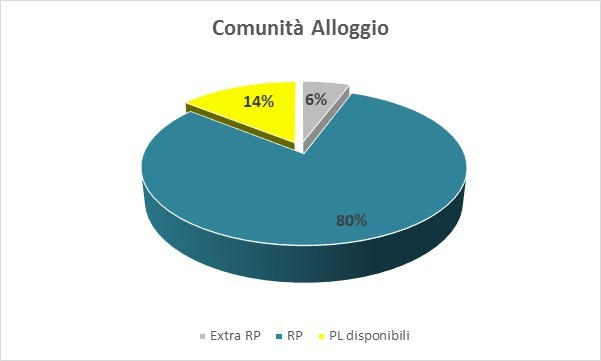 Comunità Alloggio
14%
6%
80%
Extra RP RP PL disponibili